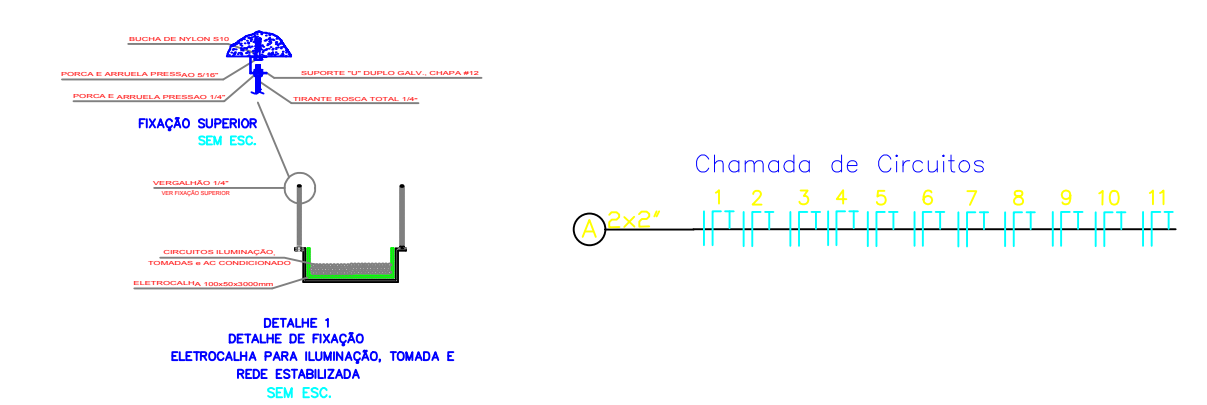 BUCHA DE NYLON S10
PORCA E ARRUELA PRESSAO 5/16"
SUPORTE "U" DUPLO GALV., CHAPA #12
PORCA E ARRUELA PRESSAO 1/4"
TIRANTE ROSCA TOTAL 1/4"
FIXAÇÃO SUPERIOR
SEM ESC.
VERGALHÃO 1/4"
VER FIXAÇÃO SUPERIOR
CIRCUITOS ILUMINAÇÃO,
TOMADAS e AC CONDICIONADO
ELETROCALHA 100x50x3000mm
DETALHE 1
DETALHE DE FIXAÇÃO
ELETROCALHA PARA ILUMINAÇÃO, TOMADA E
REDE ESTABILIZADA
SEM ESC.
Chamada de Circuitos
1 2 3 4 5 6 7 8 9 10 11
A 2x2"